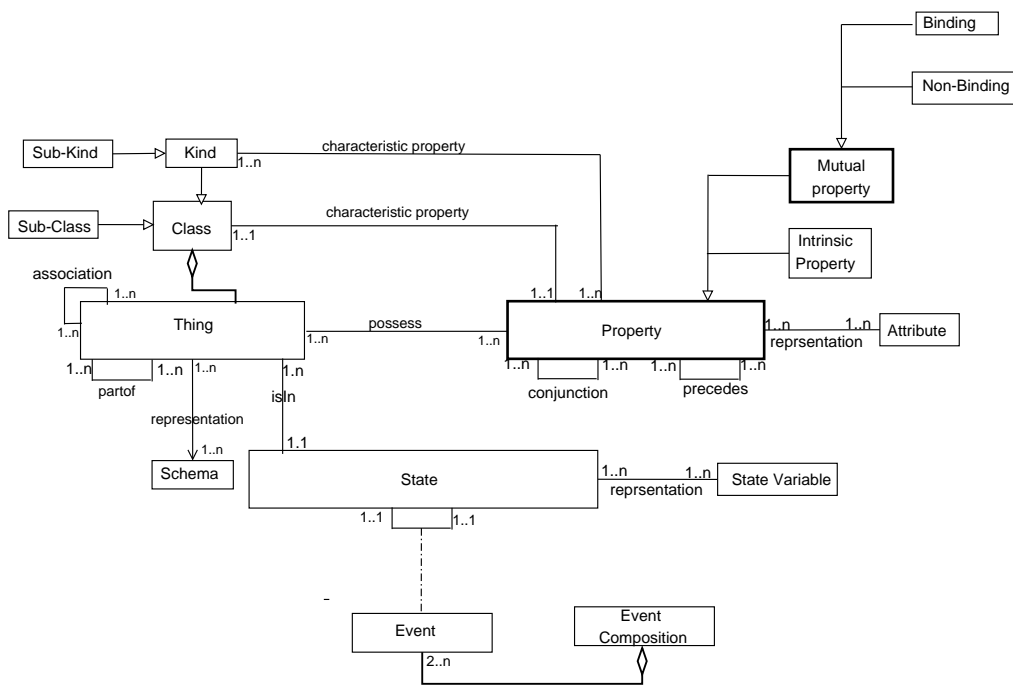 Binding
Non-Binding
Sub-Kind
Kind
1..n
characteristic property
Mutual
property
Sub-Class
Class
1..1
characteristic property
Intrinsic
Property
association
1..n
1..n
Thing
1..n
possess
1..n
1..1
1..n
Property
1..n
1..n
reprsentation
Attribute
1..n
1..n
partof
1..n
1.n
isIn
1..n
1..n
conjunction
1..n
1..n
precedes
representation
1..n
Schema
1.1
State
1..n
1..n
reprsentation
State Variable
1..1
1..1
Event
2..n
Event
Composition